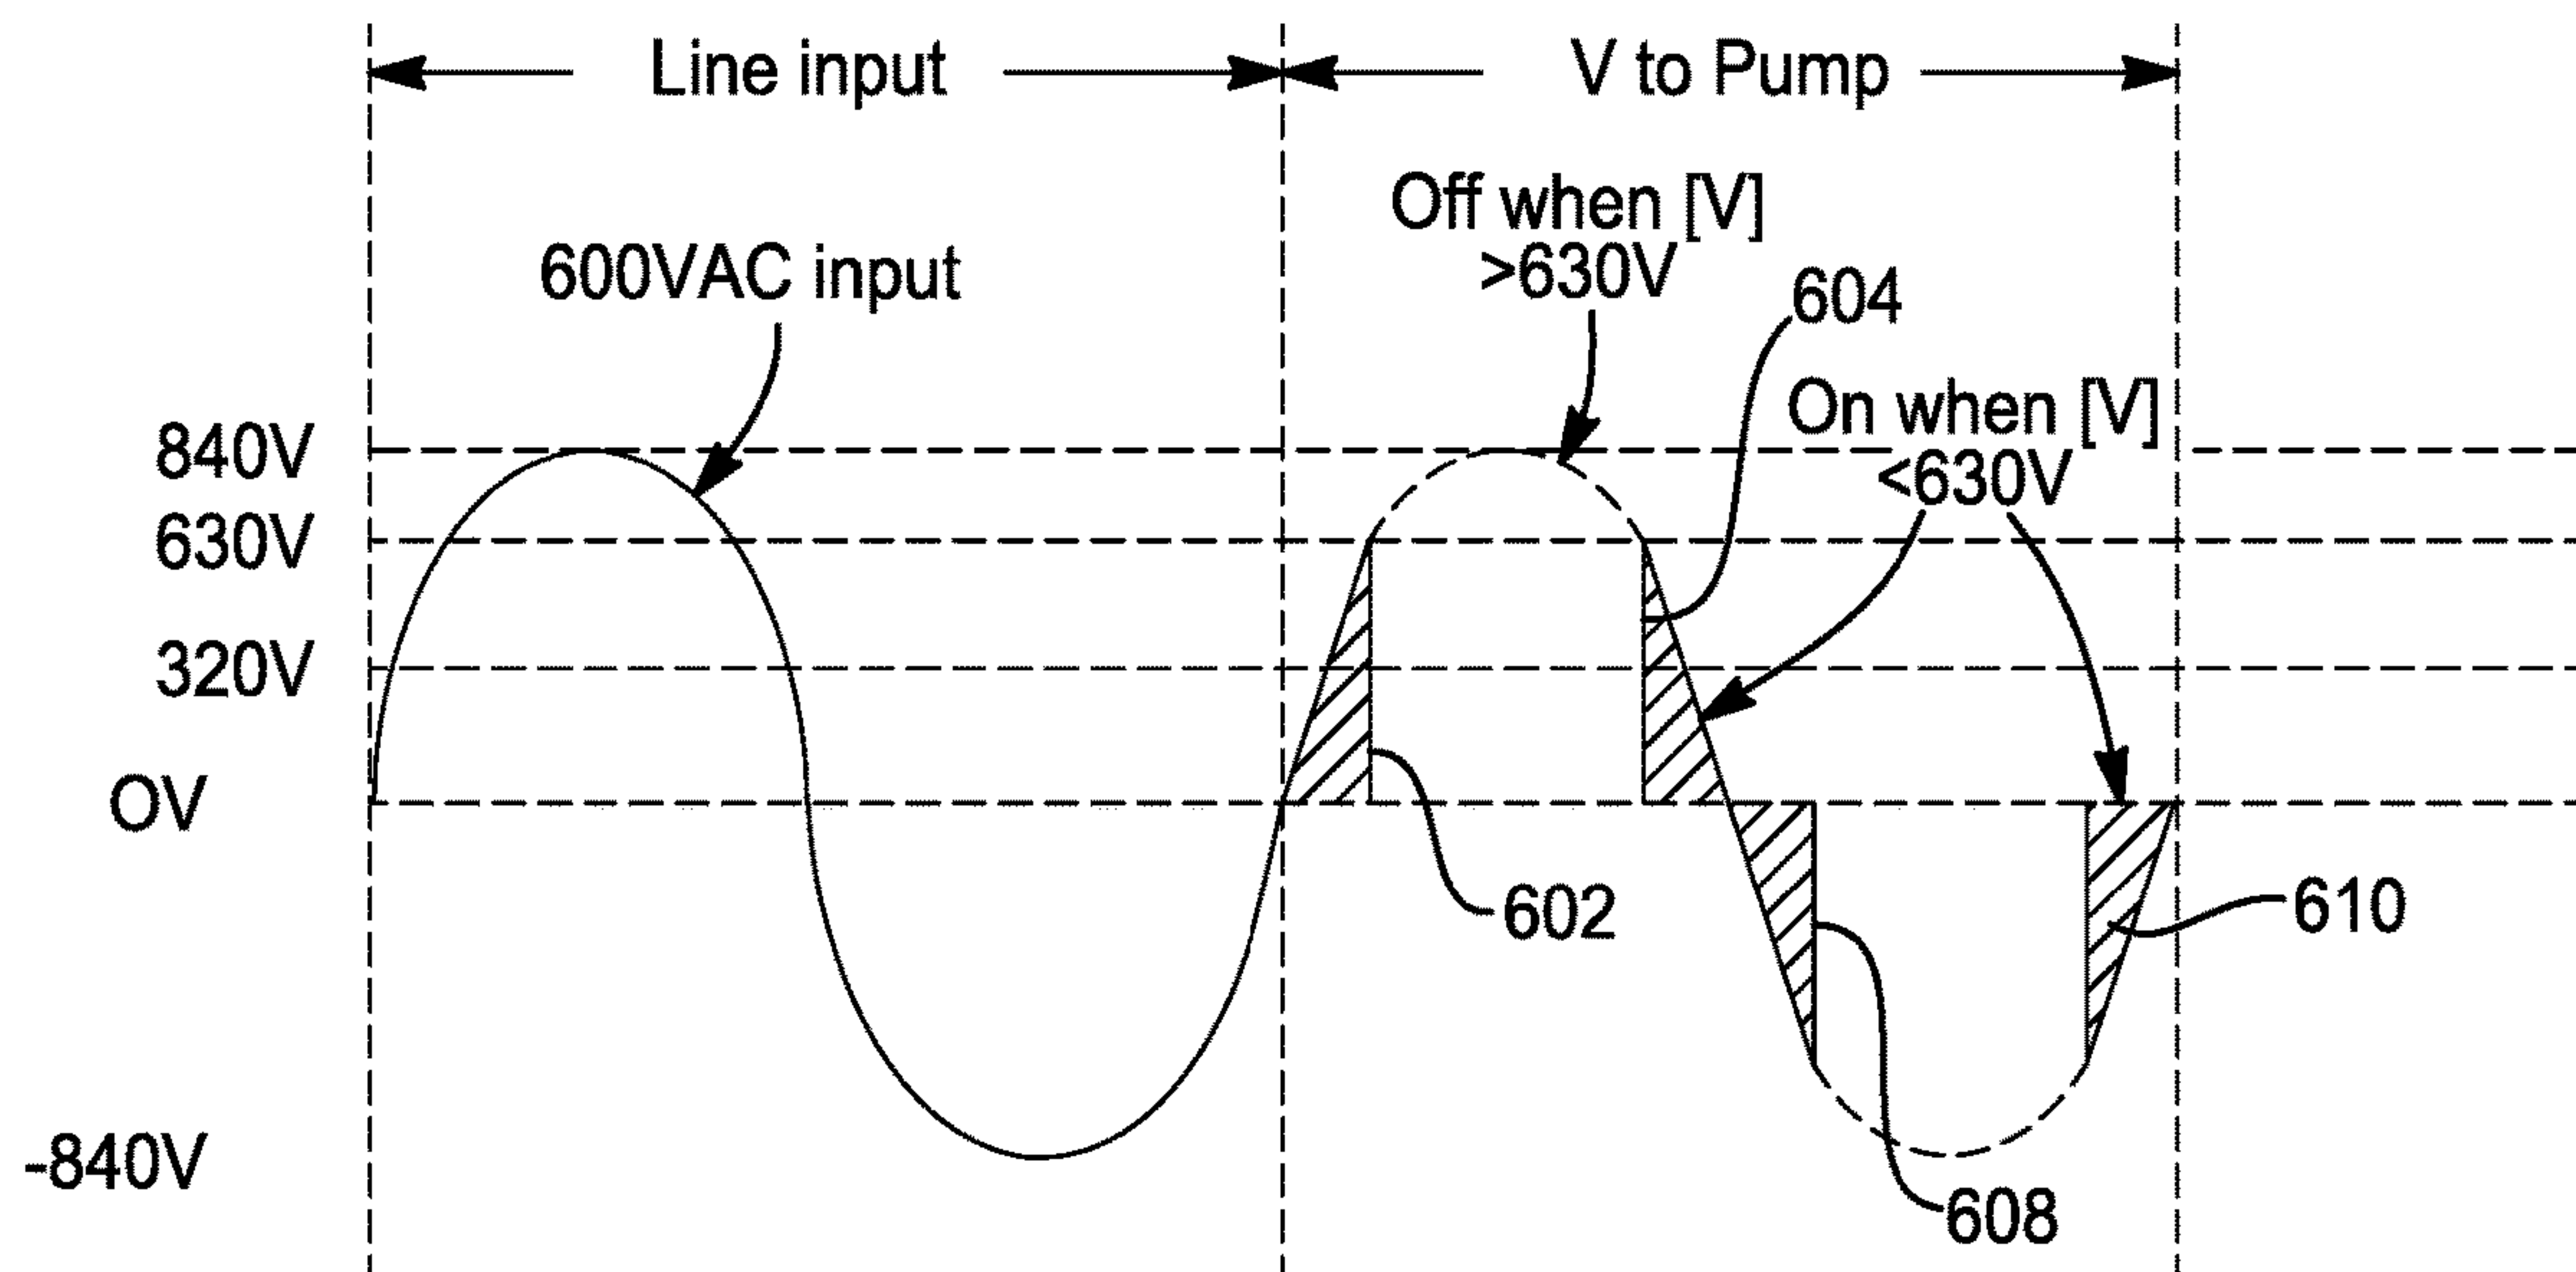 Line input
V to Pump
Off when [V]
>630V
600VAC input
604
On when [V]
<630V
840V
630V
320V
OV
602
610
-840V
608